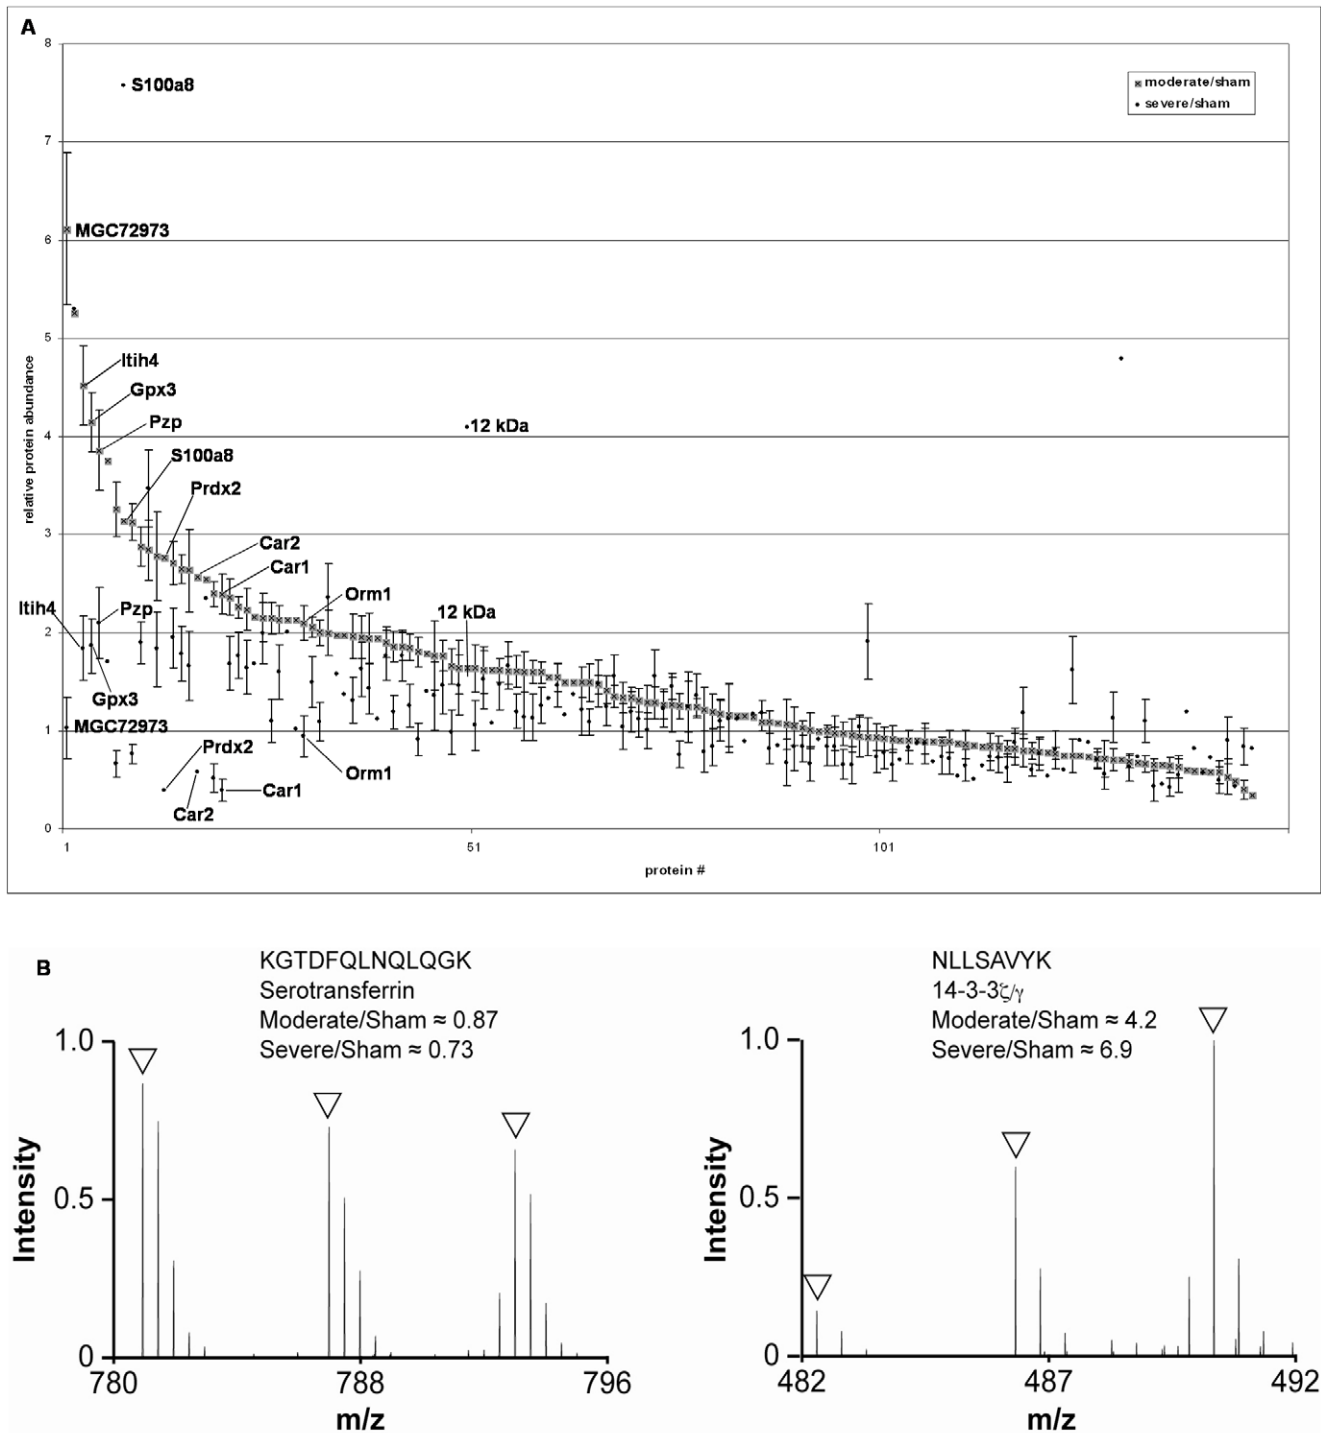 A
8
S100a8
moderate/sham
severe/sham
7
MGC72973
6
5
Itih4
Gpx3
Pzp
4
12 kDa
S100a8
Prdx2
relative protein abundance
3
Car2
Car1
Orm1
Itih4
Pzp
12 kDa
2
Gpx3
MGC72973
1
Prdx2
Orm1
Car1
Car2
0
1
51
101
protein #
B
KGTDFQLNQLQGK
Serotransferrin
Moderate/Sham ≈ 0.87
Severe/Sham ≈ 0.73
1.0
0.5
0
Intensity
780
788
796
m/z
NLLSAVYK
14-3-3ζ/γ
Moderate/Sham ≈ 4.2
Severe/Sham ≈ 6.9
1.0
0.5
0
Intensity
482
487
492
m/z